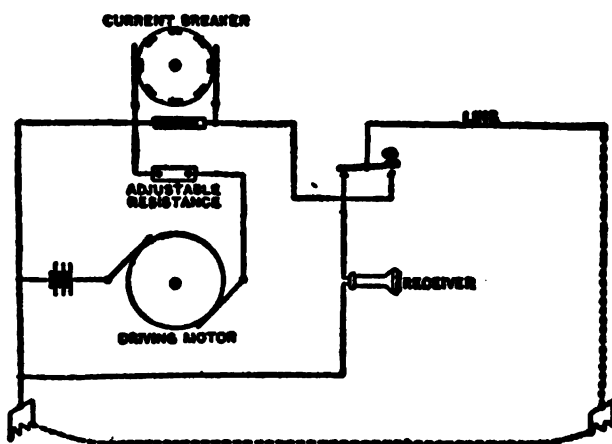 CURRENT BREAKER
LINE
ADJUSTABLE
RESISTANCE
RECEIVER
DRIVING MOTOR